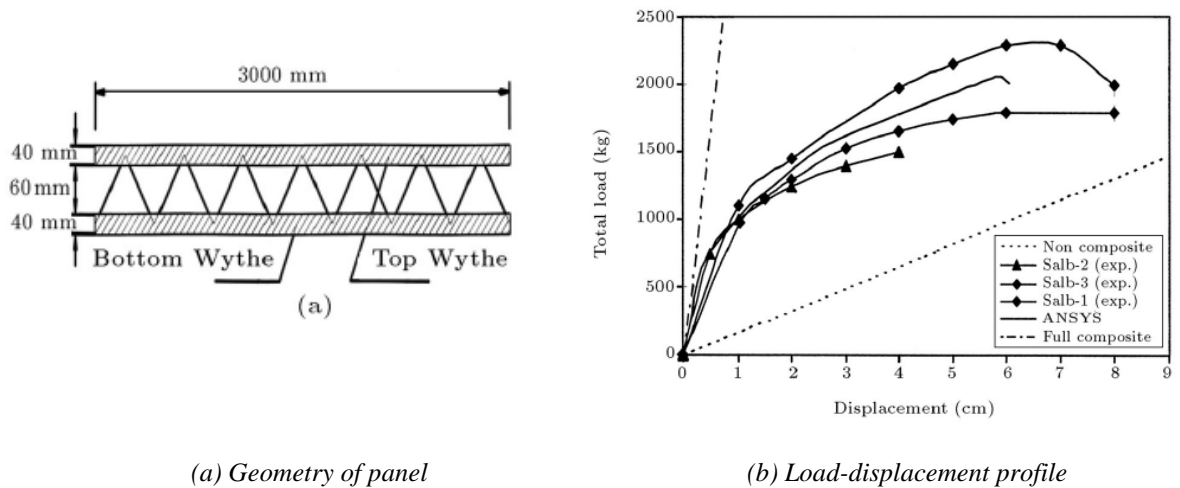 3000 mm
40 mm
60 mm
40 mm
Bottom Wythe
Top Wythe
(a)
b)
Total load (kg)
2500
2000
1500
1000
500
0
0 1 2 3 4 5 6 7 8 9
Displacement (cm)
Non composite
Salb-2 (exp.)
Salb-3 (exp.)
Salb-1 (exp.)
ANSYS
Full composite
(a) Geometry of panel
(b) Load-displacement profile